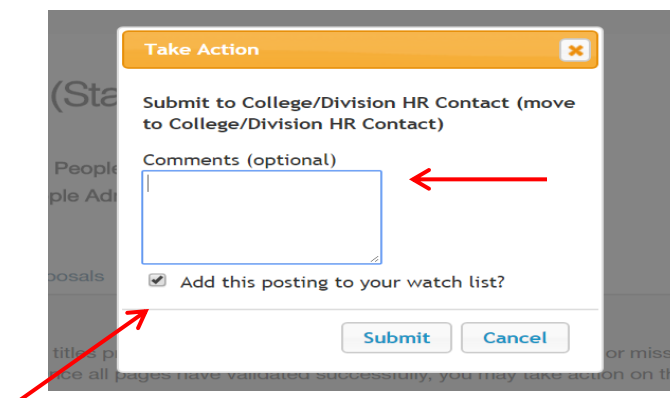 Take Action
(Sta
Submit to College/Division HR Contact (move
to College/Division HR Contact)
People
Comments (optional)
ple Adr
posals
Add this posting to your watch list?
Submit Cancel
titles p or miss
nce all pages have validated successfully, you may take action on th